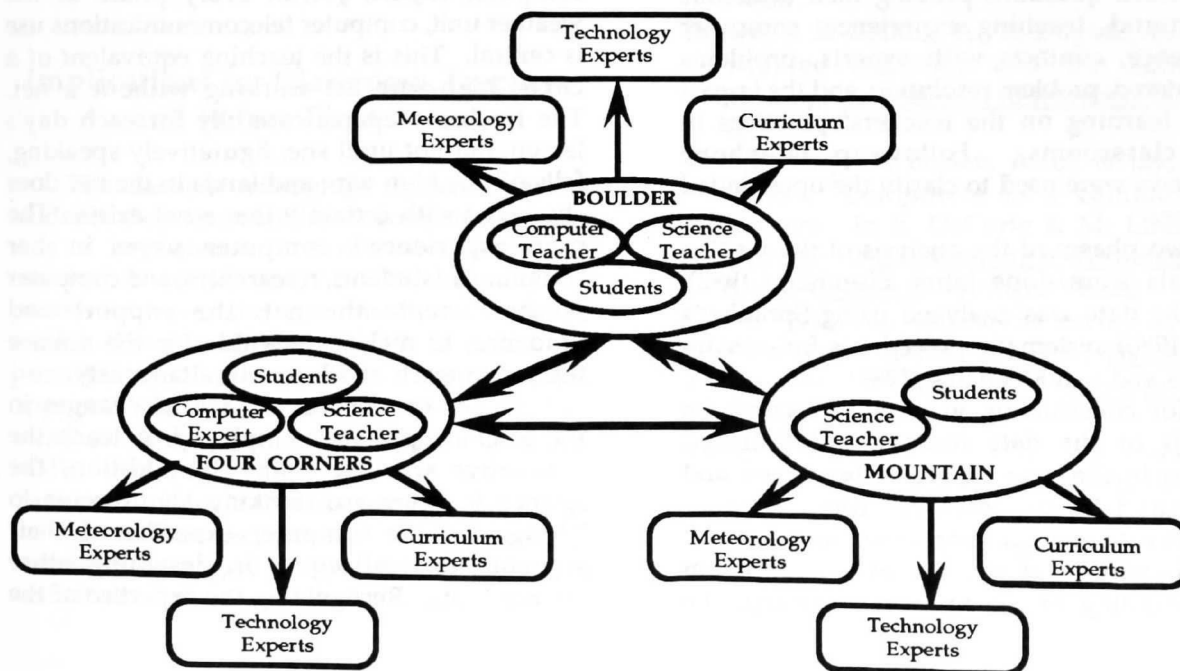 Technology
Experts
Meteorology
Experts
Curriculum
Experts
BOULDER
Computer
Teacher
Science
Teacher
Students
Students
Computer
Expert
Science
Teacher
FOUR CORNERS
Students
Science
Teacher
MOUNTAIN
Meteorology
Experts
Curriculum
Experts
Technology
Experts
Meteorology
Experts
Curriculum
Experts
Technology
Experts